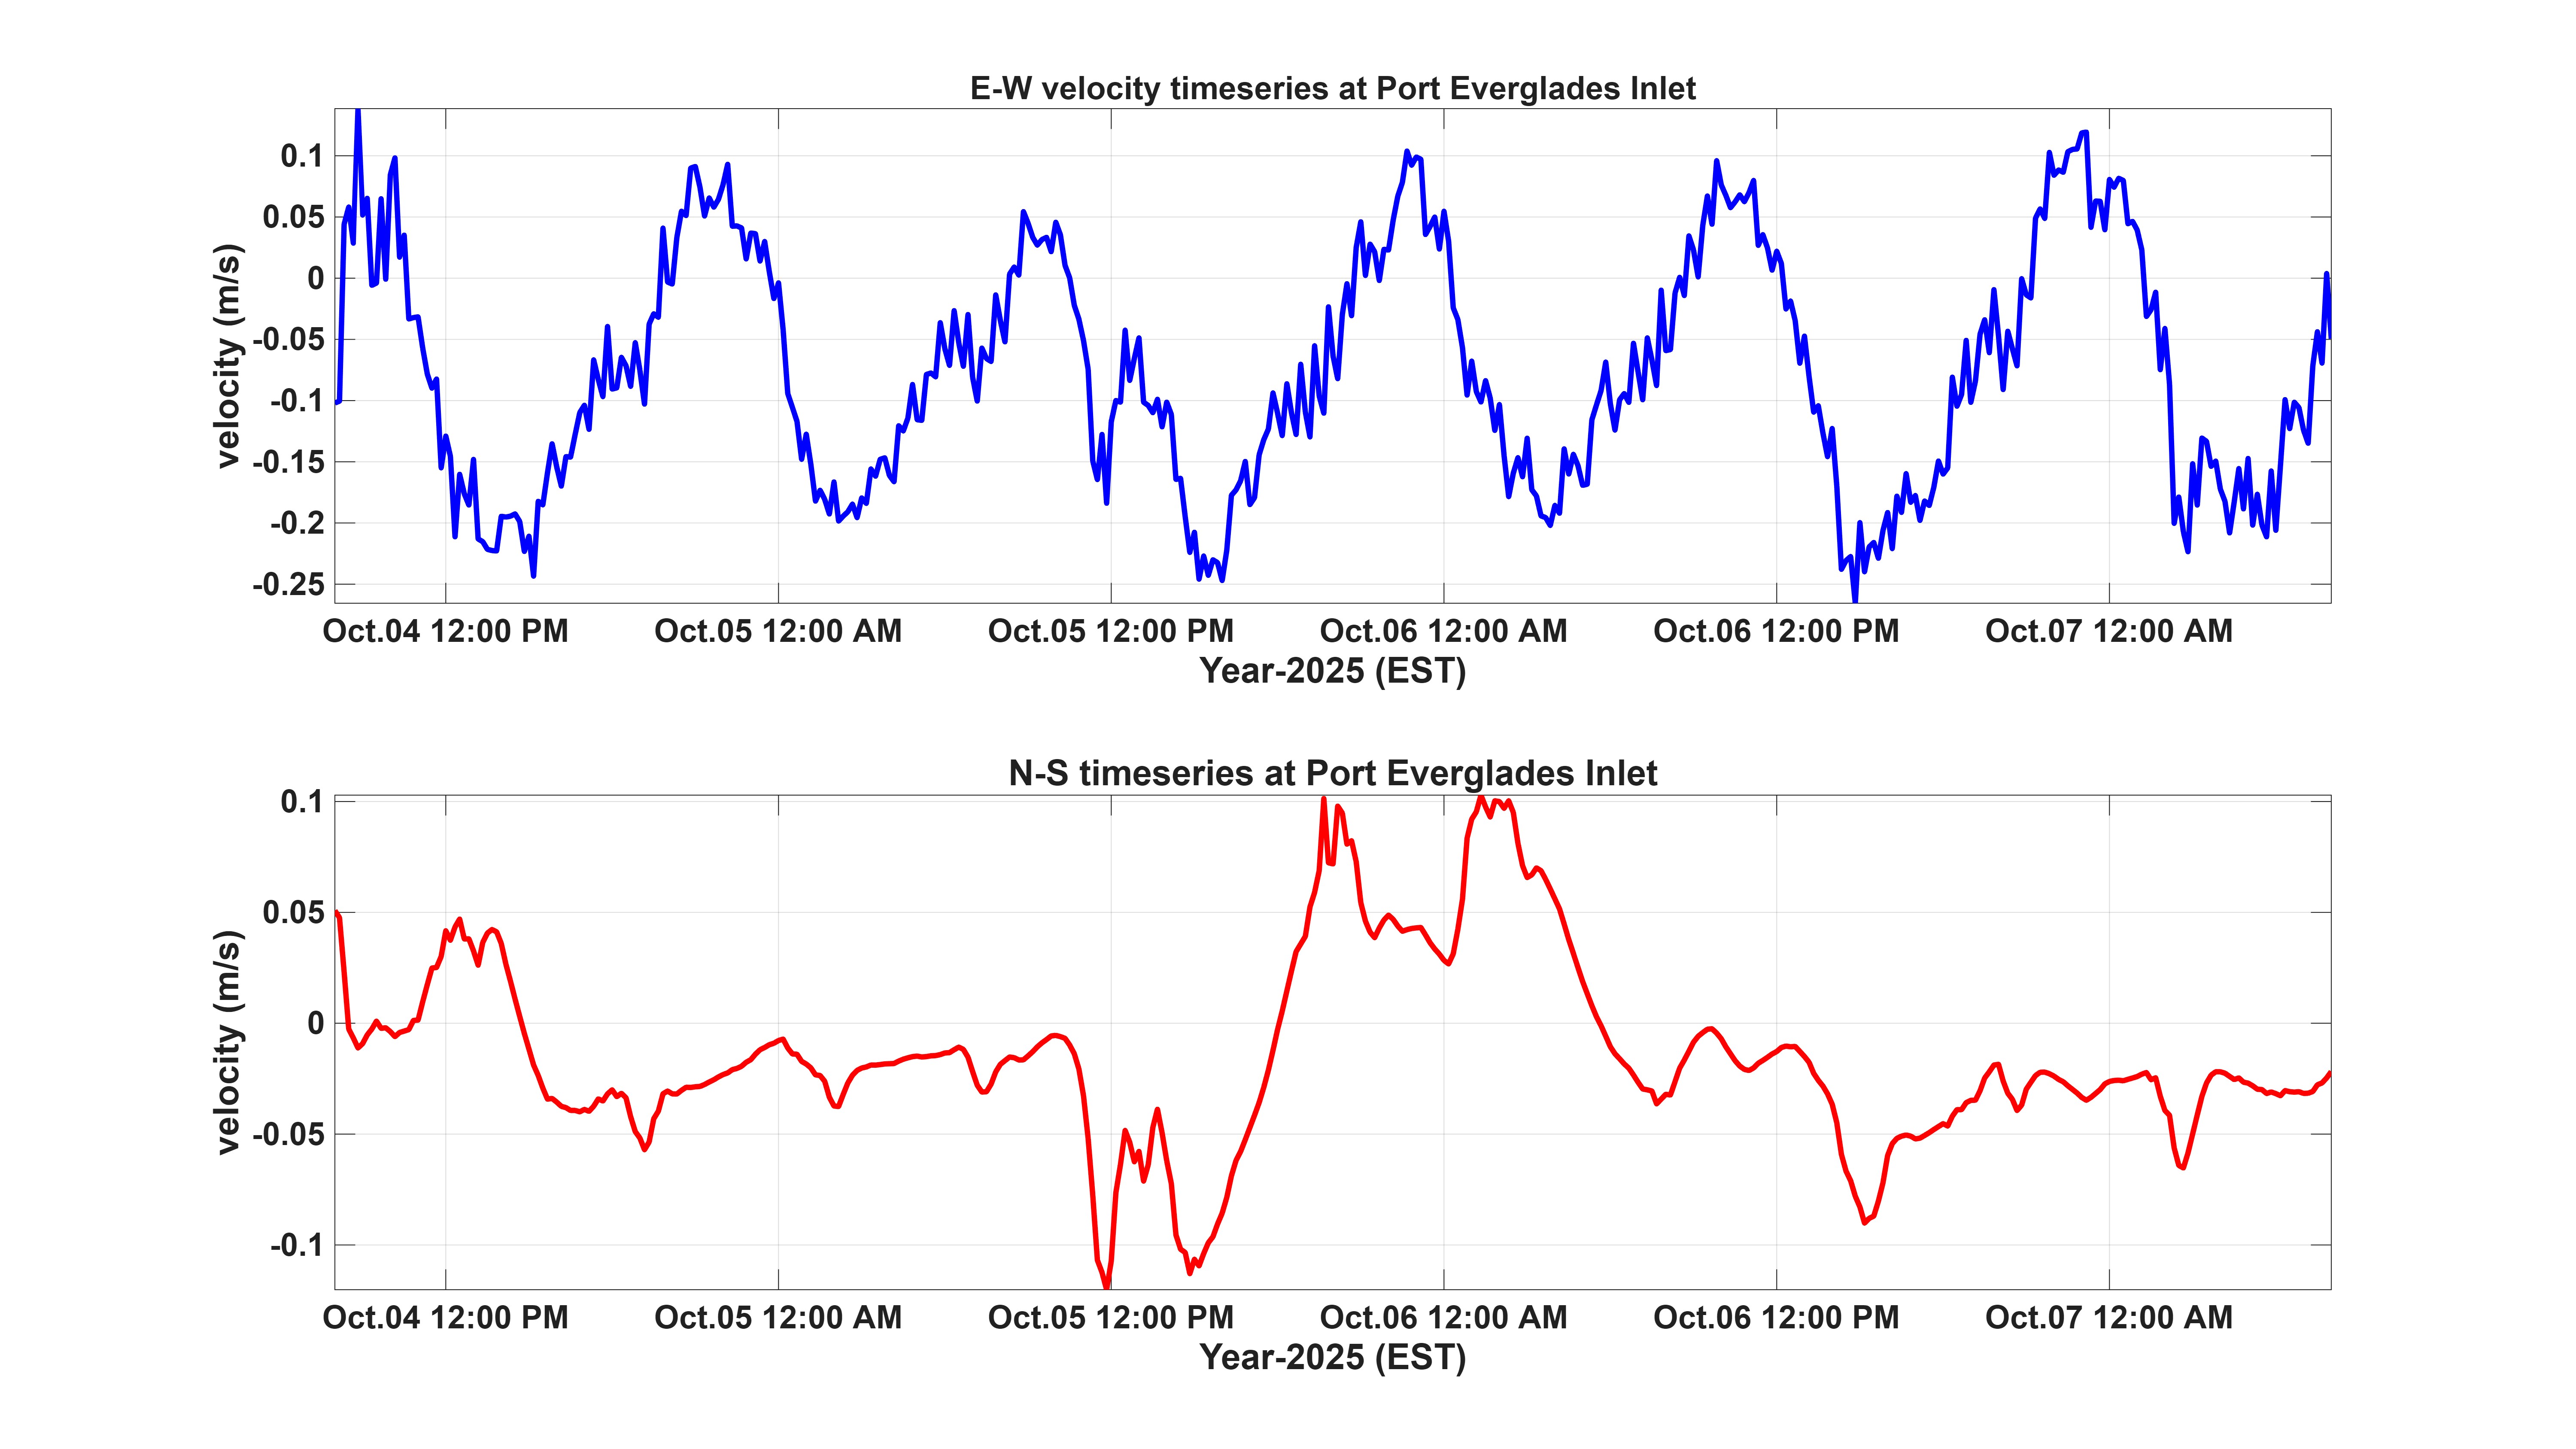 E-W velocity timeseries at Port Everglades Inlet
velocity (m/s)
0.1
0.05
0
-0.05
-0.1
-0.15
-0.2
-0.25
Oct.04 12:00 PM Oct.05 12:00 AM Oct.05 12:00 PM Oct.06 12:00 AM Oct.06 12:00 PM Oct.07 12:00 AM
Year-2025 (EST)
N-S timeseries at Port Everglades Inlet
velocity (m/s)
0.1
0.05
0
-0.05
-0.1
Oct.04 12:00 PM Oct.05 12:00 AM Oct.05 12:00 PM Oct.06 12:00 AM Oct.06 12:00 PM Oct.07 12:00 AM
Year-2025 (EST)